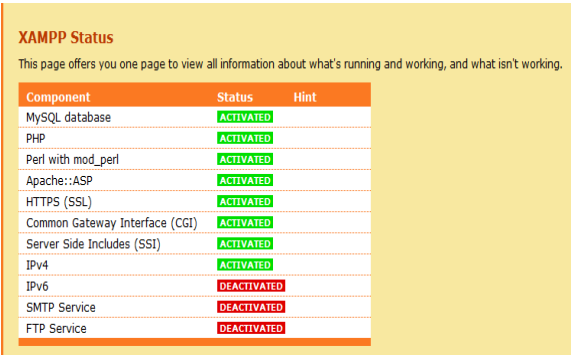 XAMPP Status
This page offers you one page to view all information about what's running and working, and what isn't working.
Component Status Hint
MySQL database ACTIVATED
PHP ACTIVATED
Perl with mod_perl ACTIVATED
Apache::ASP ACTIVATED
HTTPS (SSL) ACTIVATED
Common Gateway Interface (CGI) ACTIVATED
Server Side Includes (SSI) ACTIVATED
IPv4 ACTIVATED
IPv6 DEACTIVATED
SMTP Service DEACTIVATED
FTP Service DEACTIVATED